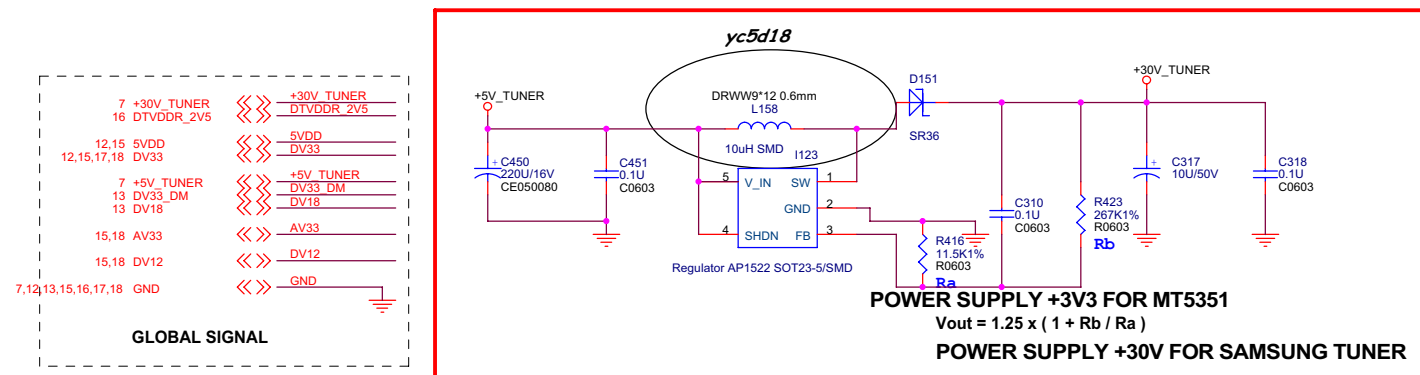 7 +30V_TUNER +30V_TUNER
16 DTVDDR_2V5 DTVDDR_2V5
12,15 5VDD 5VDD
12,15,17,18 DV33 DV33
7 +5V_TUNER +5V_TUNER
13 DV33_DM DV33_DM
13 DV18 DV18
15,18 AV33 AV33
15,18 DV12 DV12
7,12,13,15,16,17,18 GND GND
GLOBAL SIGNAL
yc5d18
+5V_TUNER
DRWW9*12 0.6mm
L158
10uH SMD
D151
SR36
+30V_TUNER
C450
220U/16V
CE050080
C451
0.1U
C0603
I123
5 V_IN SW 1
GND 2
4 SHDN FB 3
Regulator AP1522 SOT23-5/SMD
R416
11.5K1%
R0603
Ra
C310
0.1U
C0603
R423
267K1%
R0603
Rb
+
C317
10U/50V
C318
0.1U
C0603
POWER SUPPLY +3V3 FOR MT5351
Vout = 1.25 x ( 1 + Rb / Ra )
POWER SUPPLY +30V FOR SAMSUNG TUNER